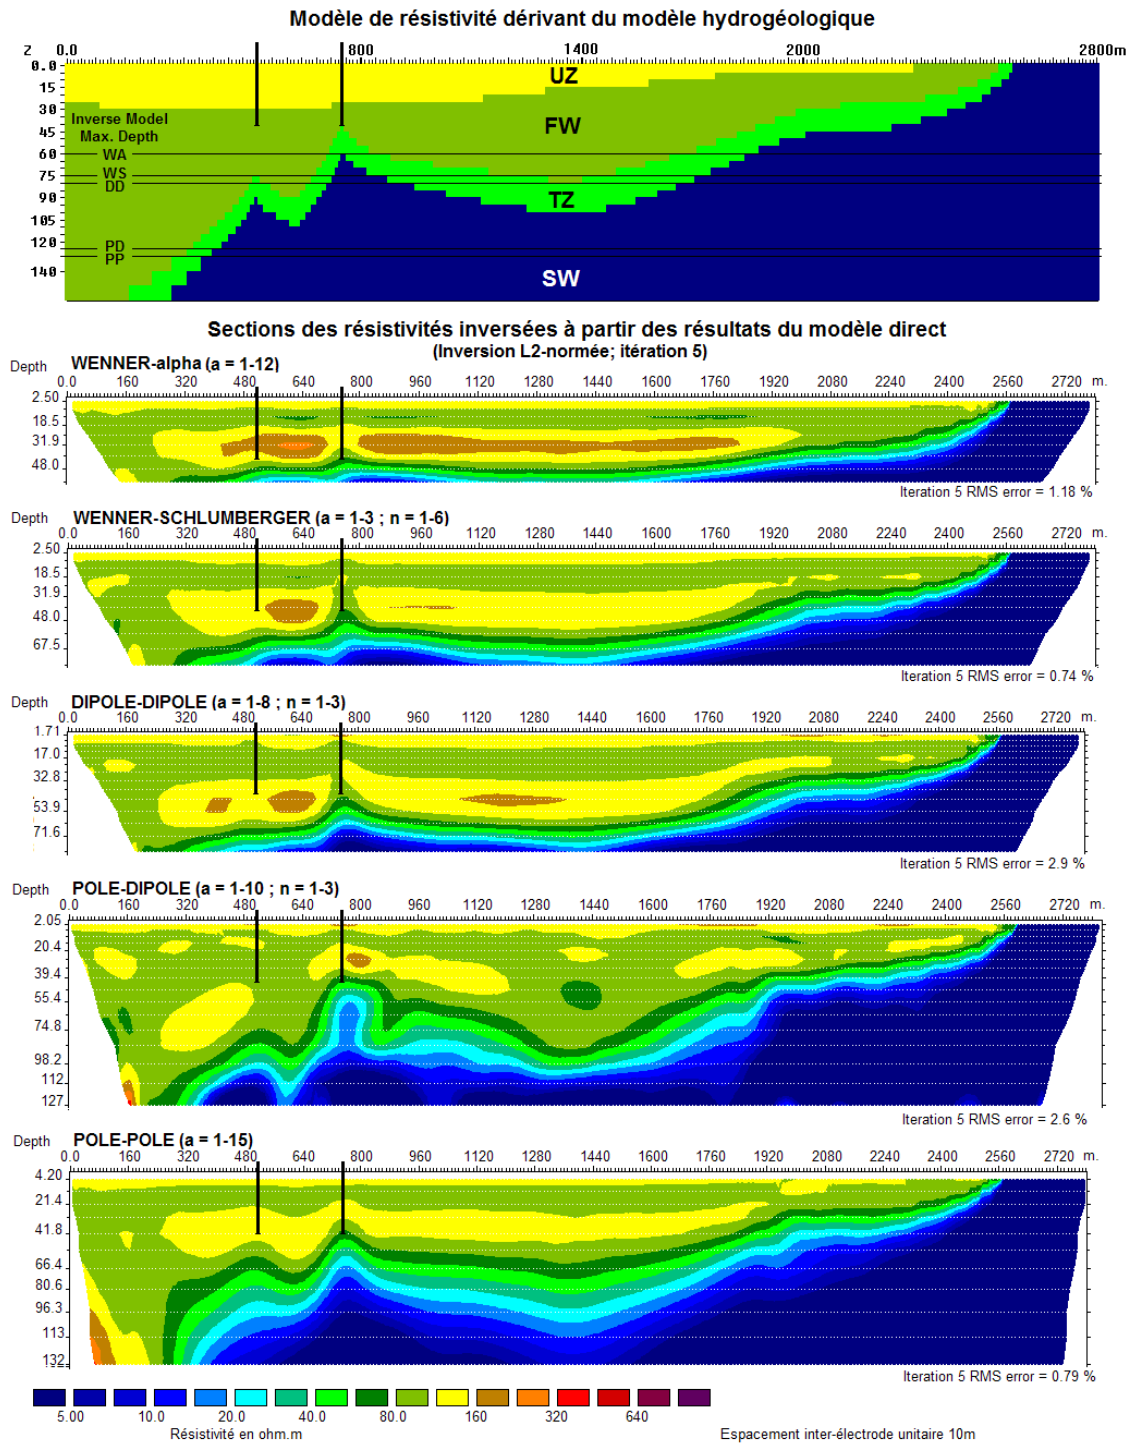 Modèle de résistivité dérivant du modèle hydrogéologique
Z 0.0 800 1400 2000 2800m
0.0
15
30
45
60
75
90
105
120
140
UZ
FW
TZ
SW
Inverse Model
Max. Depth
WA
WS
DD
PD
PP
Sections des résistivités inversées à partir des résultats du modèle direct
(Inversion L2-normée; itération 5)
Depth WENNER-alpha (a = 1-12)
0.0 160 320 480 640 800 960 1120 1280 1440 1600 1760 1920 2080 2240 2400 2560 2720 m.
2.50
18.5
31.9
48.0
Iteration 5 RMS error = 1.18 %
Depth WENNER-SCHLUMBERGER (a = 1-3 ; n = 1-6)
0.0 160 320 480 640 800 960 1120 1280 1440 1600 1760 1920 2080 2240 2400 2560 2720 m.
2.50
18.5
31.9
48.0
67.5
Iteration 5 RMS error = 0.74 %
Depth DIPOLE-DIPOLE (a = 1-8 ; n = 1-3)
0.0 160 320 480 640 800 960 1120 1280 1440 1600 1760 1920 2080 2240 2400 2560 2720 m.
1.71
17.0
32.8
53.9
71.6
Iteration 5 RMS error = 2.9 %
Depth POLE-DIPOLE (a = 1-10 ; n = 1-3)
0.0 160 320 480 640 800 960 1120 1280 1440 1600 1760 1920 2080 2240 2400 2560 2720 m.
2.05
20.4
39.4
55.4
74.8
98.2
112
127
Iteration 5 RMS error = 2.6 %
Depth POLE-POLE (a = 1-15)
0.0 160 320 480 640 800 960 1120 1280 1440 1600 1760 1920 2080 2240 2400 2560 2720 m.
4.20
21.4
41.8
66.4
80.6
96.3
113
132
Iteration 5 RMS error = 0.79 %
5.00 10.0 20.0 40.0 80.0 160 320 640
Résistivité en ohm.m
Espacement inter-électrode unitaire 10m